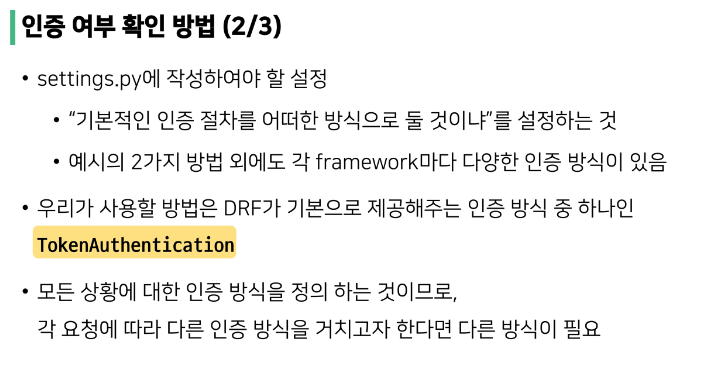 인증 여부 확인 방법 (2/3)
• settings.py에 작성하여야 할 설정
• “기본적인 인증 절차를 어떠한 방식으로 둘 것이냐”를 설정하는 것
• 예시의 2가지 방법 외에도 각 framework마다 다양한 인증 방식이 있음
• 우리가 사용할 방법은 DRF가 기본으로 제공해주는 인증 방식 중 하나인
TokenAuthentication
• 모든 상황에 대한 인증 방식을 정의 하는 것이므로,
각 요청에 따라 다른 인증 방식을 거치고자 한다면 다른 방식이 필요